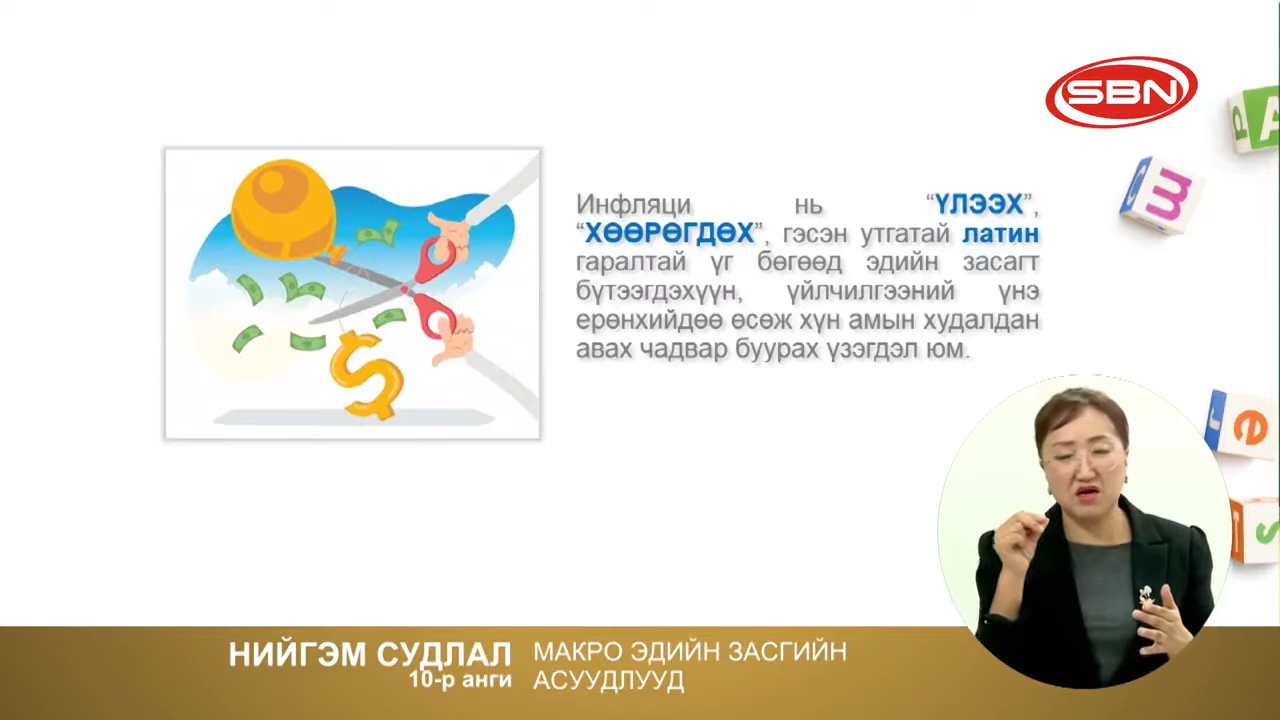 SBN
Инфляци нь “ҮЛЭЭХ”,
“ХӨӨРӨГДӨХ”, гэсэн утгатай латин
гаралтай үг бөгөөд эдийн засагт
бүтээгдэхүүн, үйлчилгээний үнэ
ерөнхийдөө өсөж хүн амын худалдан
авах чадвар буурах үзэгдэл юм.
НИЙГЭМ СУДЛАЛ
10-р анги
МАКРО ЭДИЙН ЗАСГИЙН
АСУУДЛУУД